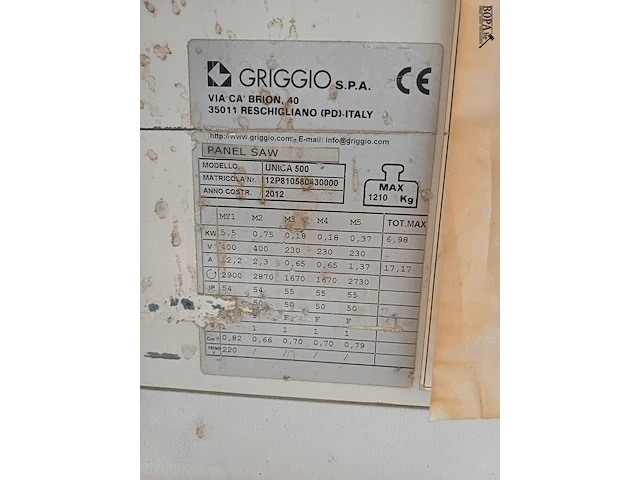 BOPA
GRIGGIO S.P.A. CE
VIA CA' BRION, 40
35011 RESCHIGLIANO (PD)-ITALY
http://www.griggio.com - E-mail: info@griggio.com
PANEL SAW
MODELLO UNICA 500
MATRICOLA Nr.
ANNO COSTR. 2012
MAX
1210 Kg
MY1 M2 M3 M4 M5 TOT.MAX
KW 5,5 0,75 0,18 0,18 0,37 6,98
V 400 400 230 230 230
A 12,2 2,3 0,65 0,65 1,37 17,17
2900 2870 1670 1670 2730
IP 54 54 55 55 55
50 50 50 50
F F F F
S 1 1 1 1 1
Cos 0,82 0,66 0,70 0,70 0,79
220 / / / /